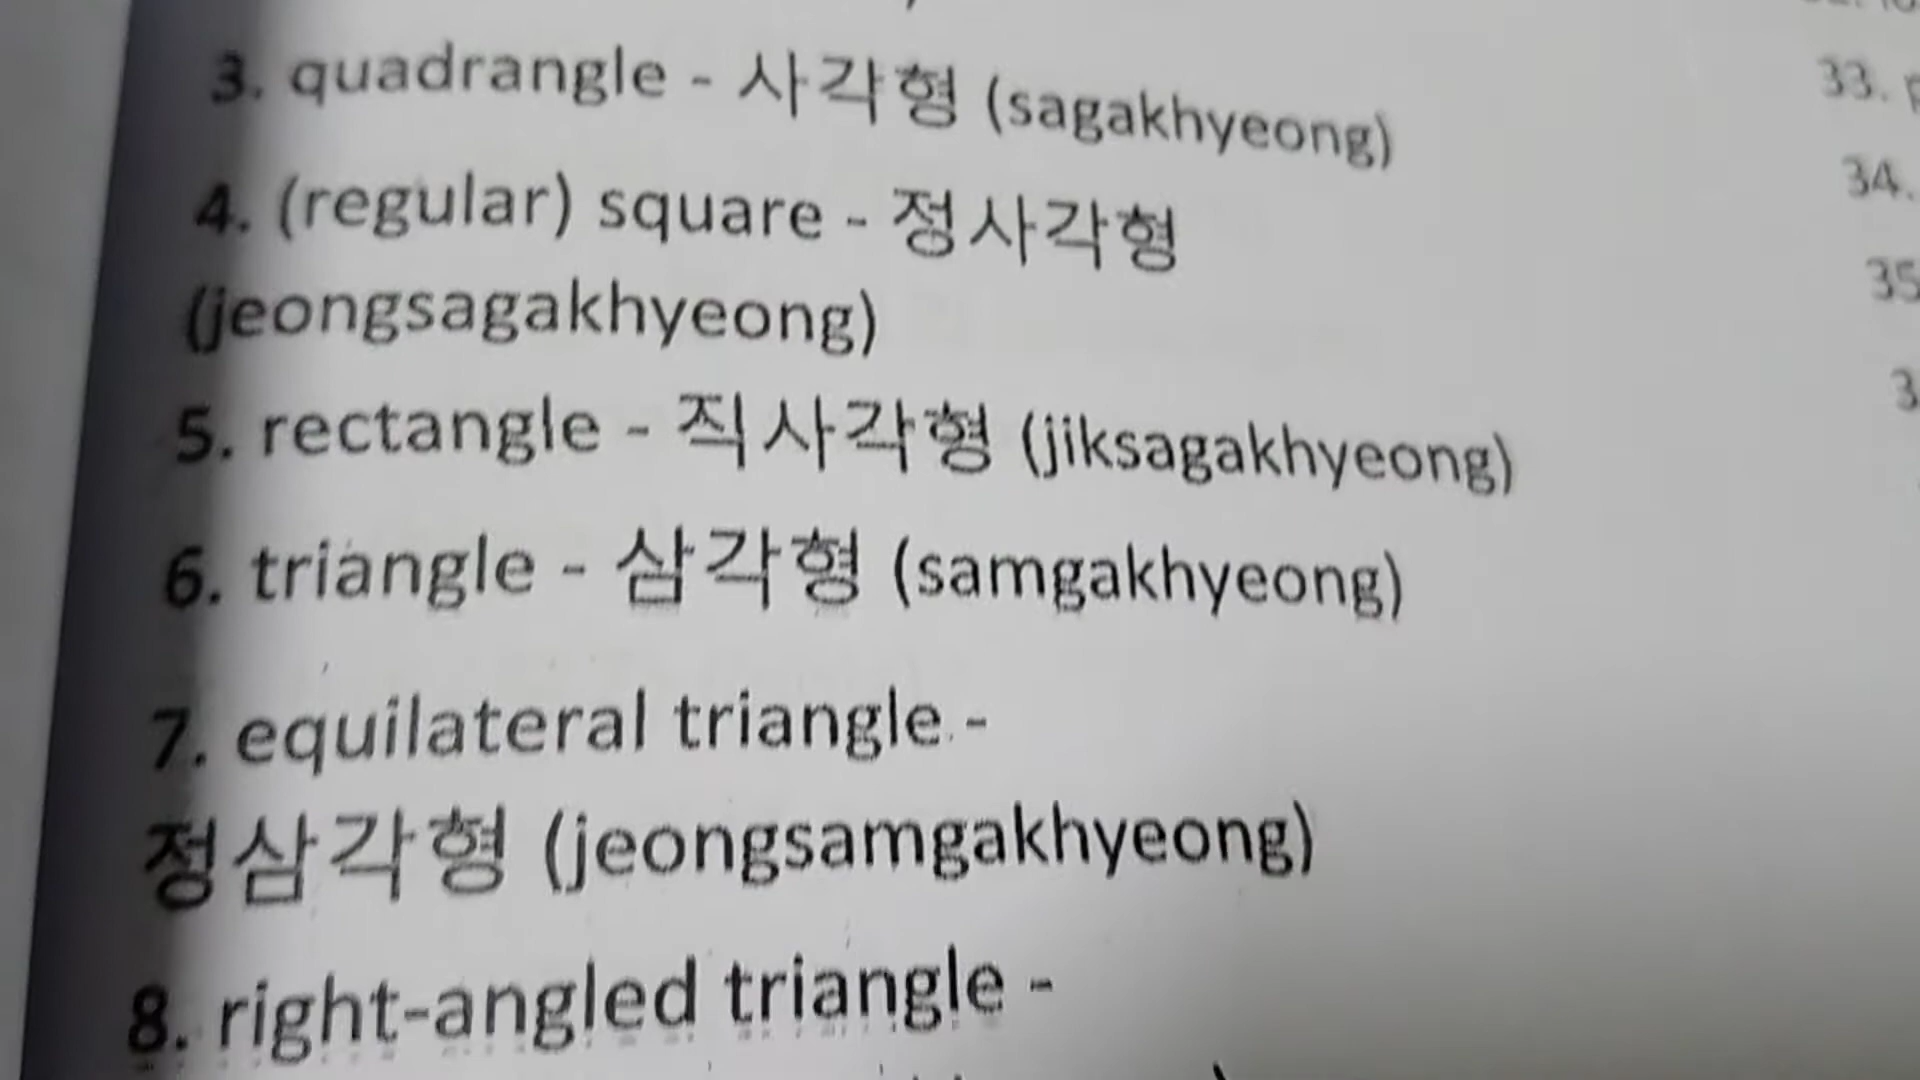 3. quadrangle - 사각형 (sagakhyeong)
4. (regular) square - 정사각형
(jeongsagakhyeong)
5. rectangle - 직사각형 (jiksagakhyeong)
6. triangle - 삼각형 (samgakhyeong)
7. equilateral triangle -
정삼각형 (jeongsamgakhyeong)
8. right-angled triangle -
33.
34.
35
3